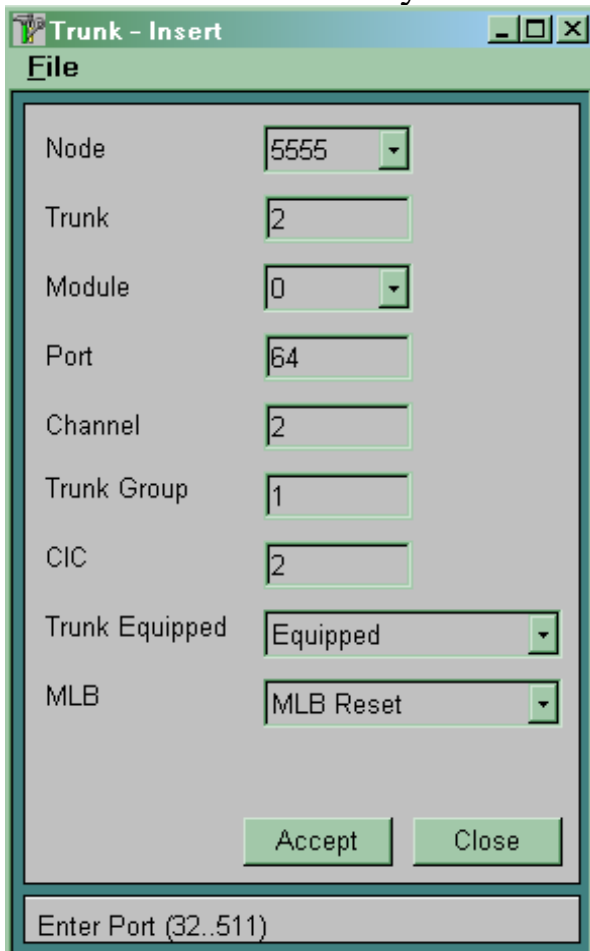 Trunk - Insert
File
Node 5555
Trunk 2
Module 0
Port 64
Channel 2
Trunk Group 1
CIC 2
Trunk Equipped Equipped
MLB MLB Reset
Accept Close
Enter Port (32..511)